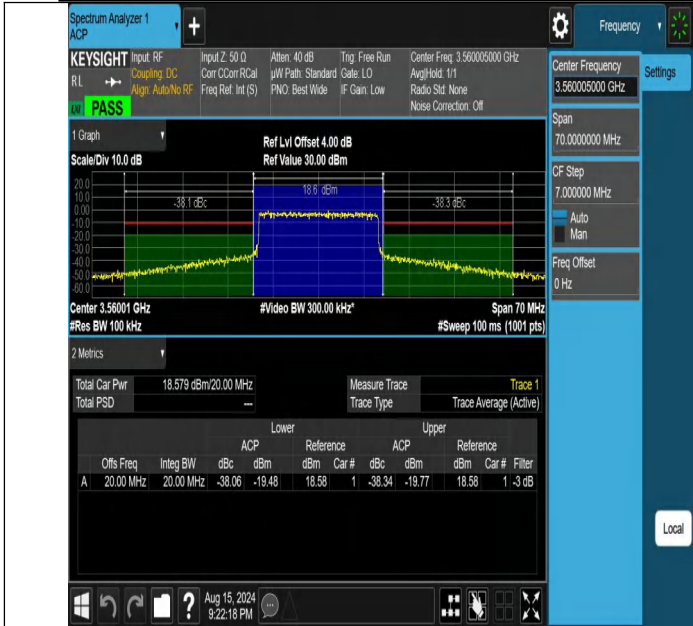 Spectrum Analyzer 1
ACP
Frequency
KEYSIGHT Input: RF Input Z: 50 Ω Atten: 40 dB Trig: Free Run Center Freq: 3.560005000 GHz
RL Coupling: DC Corr CCorr RCal µW Path: Standard Gate: LO Avg|Hold: 1/1
Align: Auto/No RF Freq Ref: Int (S) PNO: Best Wide IF Gain: Low Radio Std: None
Noise Correction: Off
PASS
Center Frequency
3.560005000 GHz
Settings
Span
70.0000000 MHz
CF Step
7.000000 MHz
Auto
Man
Freq Offset
0 Hz
Local
1 Graph
Scale/Div 10.0 dB
Ref Lvl Offset 4.00 dB
Ref Value 30.00 dBm
20.0
10.0
0.00
-10.0
-20.0
-30.0
-40.0
-50.0
-60.0
-38.1 dBc
18.6 dBm
-38.3 dBc
Center 3.56001 GHz #Video BW 300.00 kHz* Span 70 MHz
#Res BW 100 kHz #Sweep 100 ms (1001 pts)
2 Metrics
Total Car Pwr 18.579 dBm/20.00 MHz Measure Trace Trace 1
Total PSD --- Trace Type Trace Average (Active)
Lower Upper
ACP Reference ACP Reference
Offs Freq Integ BW dBc dBm dBm Car # dBc dBm dBm Car # Filter
A 20.00 MHz 20.00 MHz -38.06 -19.48 18.58 1 -38.34 -19.77 18.58 1 -3 dB
Aug 15, 2024
9:22:18 PM